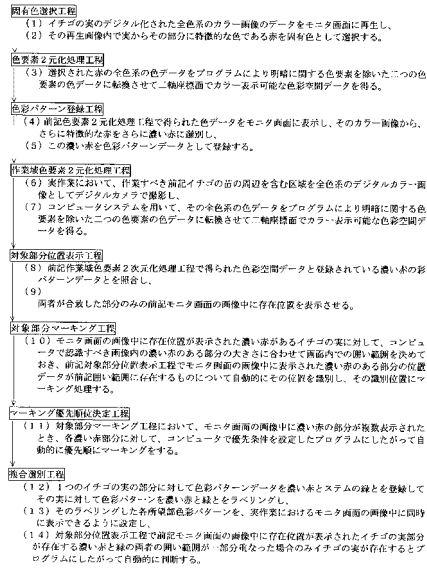 固有色選択工程
(1) イチゴの実のデジタル化された全色系のカラー画像のデータをモニタ画面に再生し、
(2) その再生画像内で実からその部分に特徴的な色である赤を固有色として選択する。
色要素2元化処理工程
(3) 選択された赤の全色系の色データをプログラムにより明暗に関する色要素を除いた二つの色
要素の色データに転換させて二軸座標面でカラー表示可能な色彩空間データを得る。
色彩パターン登録工程
(4) 前記色要素2元化処理工程で得られた色データをモニタ画面に表示し、そのカラー画像から、
さらに特徴的な赤をさらに濃い赤に選別し、
(5) この濃い赤を色彩パターンデータとして登録する。
作業域色要素2元化処理工程
(6) 実作業において、作業すべき前記イチゴの苗の周辺を含む区域を全色系のデジタルカラー画
像としてデジタルカメラで撮影し、
(7) コンピュータシステムを用いて、その全色系の色データをプログラムにより明暗に関する色
要素を除いた二つの色要素の色データに転換させて二軸座標面でカラー表示可能な色彩空間デ
ータを得る。
対象部分位置表示工程
(8) 前記作業域色要素2次元化処理工程で得られた色彩空間データと登録されている濃い赤の彩
パターンデータとを照合し、
(9)
両者が合致した部分のみの前記モニタ画面の画像中に存在位置を表示させる。
対象部分マーキング工程
(10) モニタ画面の画像中に存在位置が表示された濃い赤があるイチゴの実に対して、コンピュ
ータで認識すべき画像内の濃い赤のある部分の大きさに合わせて画面内での囲い範囲を決めて
おき、前記対象部分位置表示工程でモニタ画面の画像中に表示された濃い赤のある部分の位置
データが前記囲い範囲に存在するものについて自動的にその位置を識別し、その識別位置にマ
ーキング処理する。
マーキング優先順位決定工程
(11) 対象部分マーキング工程において、モニタ画面の画像中に濃い赤の部分が複数表示された
とき、各濃い赤部分に対して、コンピュータで優先条件を設定したプログラムにしたがって自
動的に優先順にマークをする。
複合選別工程
(12) 1つのイチゴの実の部分に対して色彩パターンデータを濃い赤とステムの緑とを登録して
その実に対して色彩パターンを濃い赤と緑とをラベリングし、
(13) そのラベリングした各所望部色彩パターンを、実作業におけるモニタ画面の画像中に同時
に表示できるように設定し、
(14) 対象部分位置表示工程で前記モニタ画面の画像中に存在位置が表示されたイチゴの実部分
が存在する濃い赤と緑の両者の囲い範囲が一部分重なった場合のみイチゴの実が存在するとプ
ログラムにしたがって自動的に判断する。